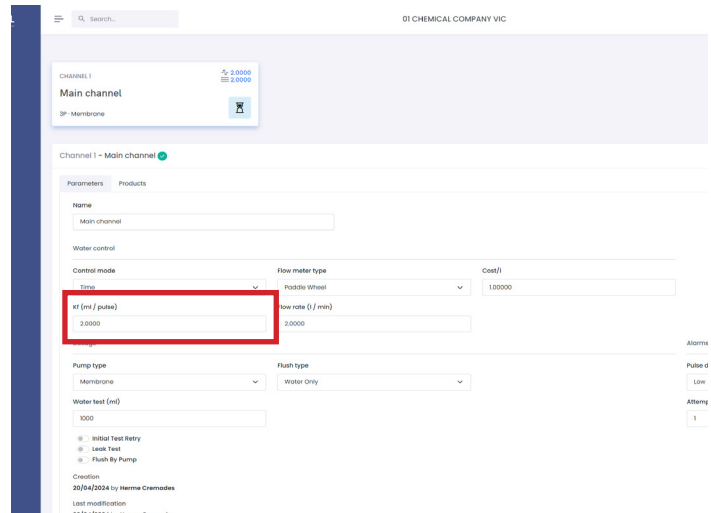 Search...
01 CHEMICAL COMPANY VIC
CHANNEL 1
2.0000
2.0000
Main channel
3P - Membrane
Channel 1 - Main channel
Parameters Products
Name
Main channel
Water control
Control mode Flow meter type Cost/l
Time Paddle Wheel 1.00000
Kf (ml / pulse) Flow rate (l / min)
2.0000 2.0000
Alarms
Pump type Flush type
Membrane Water Only Low
Water test (ml)
1000 1
Initial Test Retry
Leak Test
Flush By Pump
Creation
20/04/2024 by Herme Cremades
Last modification